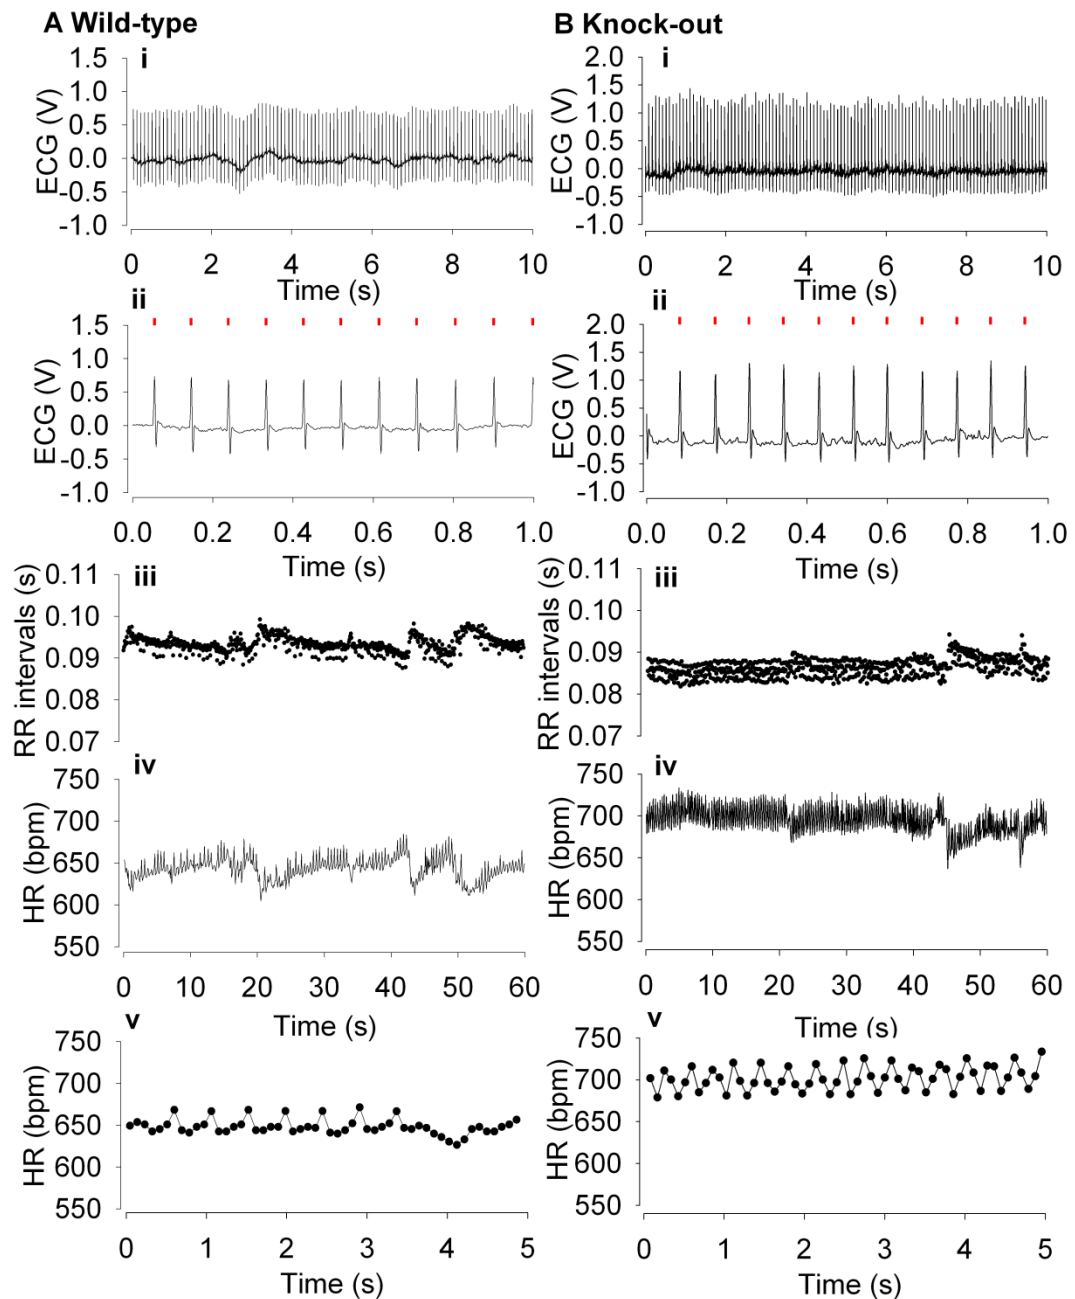 A Wild-type
i
1.5
1.0
0.5
0.0
-0.5
-1.0
ECG (V)
0 2 4 6 8 10
Time (s)
ii
1.5
1.0
0.5
0.0
-0.5
-1.0
ECG (V)
0.0 0.2 0.4 0.6 0.8 1.0
Time (s)
iii
0.11
0.10
0.09
0.08
0.07
RR intervals (s)
iv
750
700
650
600
550
HR (bpm)
0 10 20 30 40 50 60
Time (s)
v
750
700
650
600
550
HR (bpm)
0 1 2 3 4 5
Time (s)
B Knock-out
i
2.0
1.5
1.0
0.5
0.0
-0.5
-1.0
ECG (V)
0 2 4 6 8 10
Time (s)
ii
2.0
1.5
1.0
0.5
0.0
-0.5
-1.0
ECG (V)
0.0 0.2 0.4 0.6 0.8 1.0
Time (s)
iii
0.11
0.10
0.09
0.08
0.07
RR intervals (s)
iv
750
700
650
600
550
HR (bpm)
0 10 20 30 40 50 60
Time (s)
v
750
700
650
600
550
HR (bpm)
0 1 2 3 4 5
Time (s)